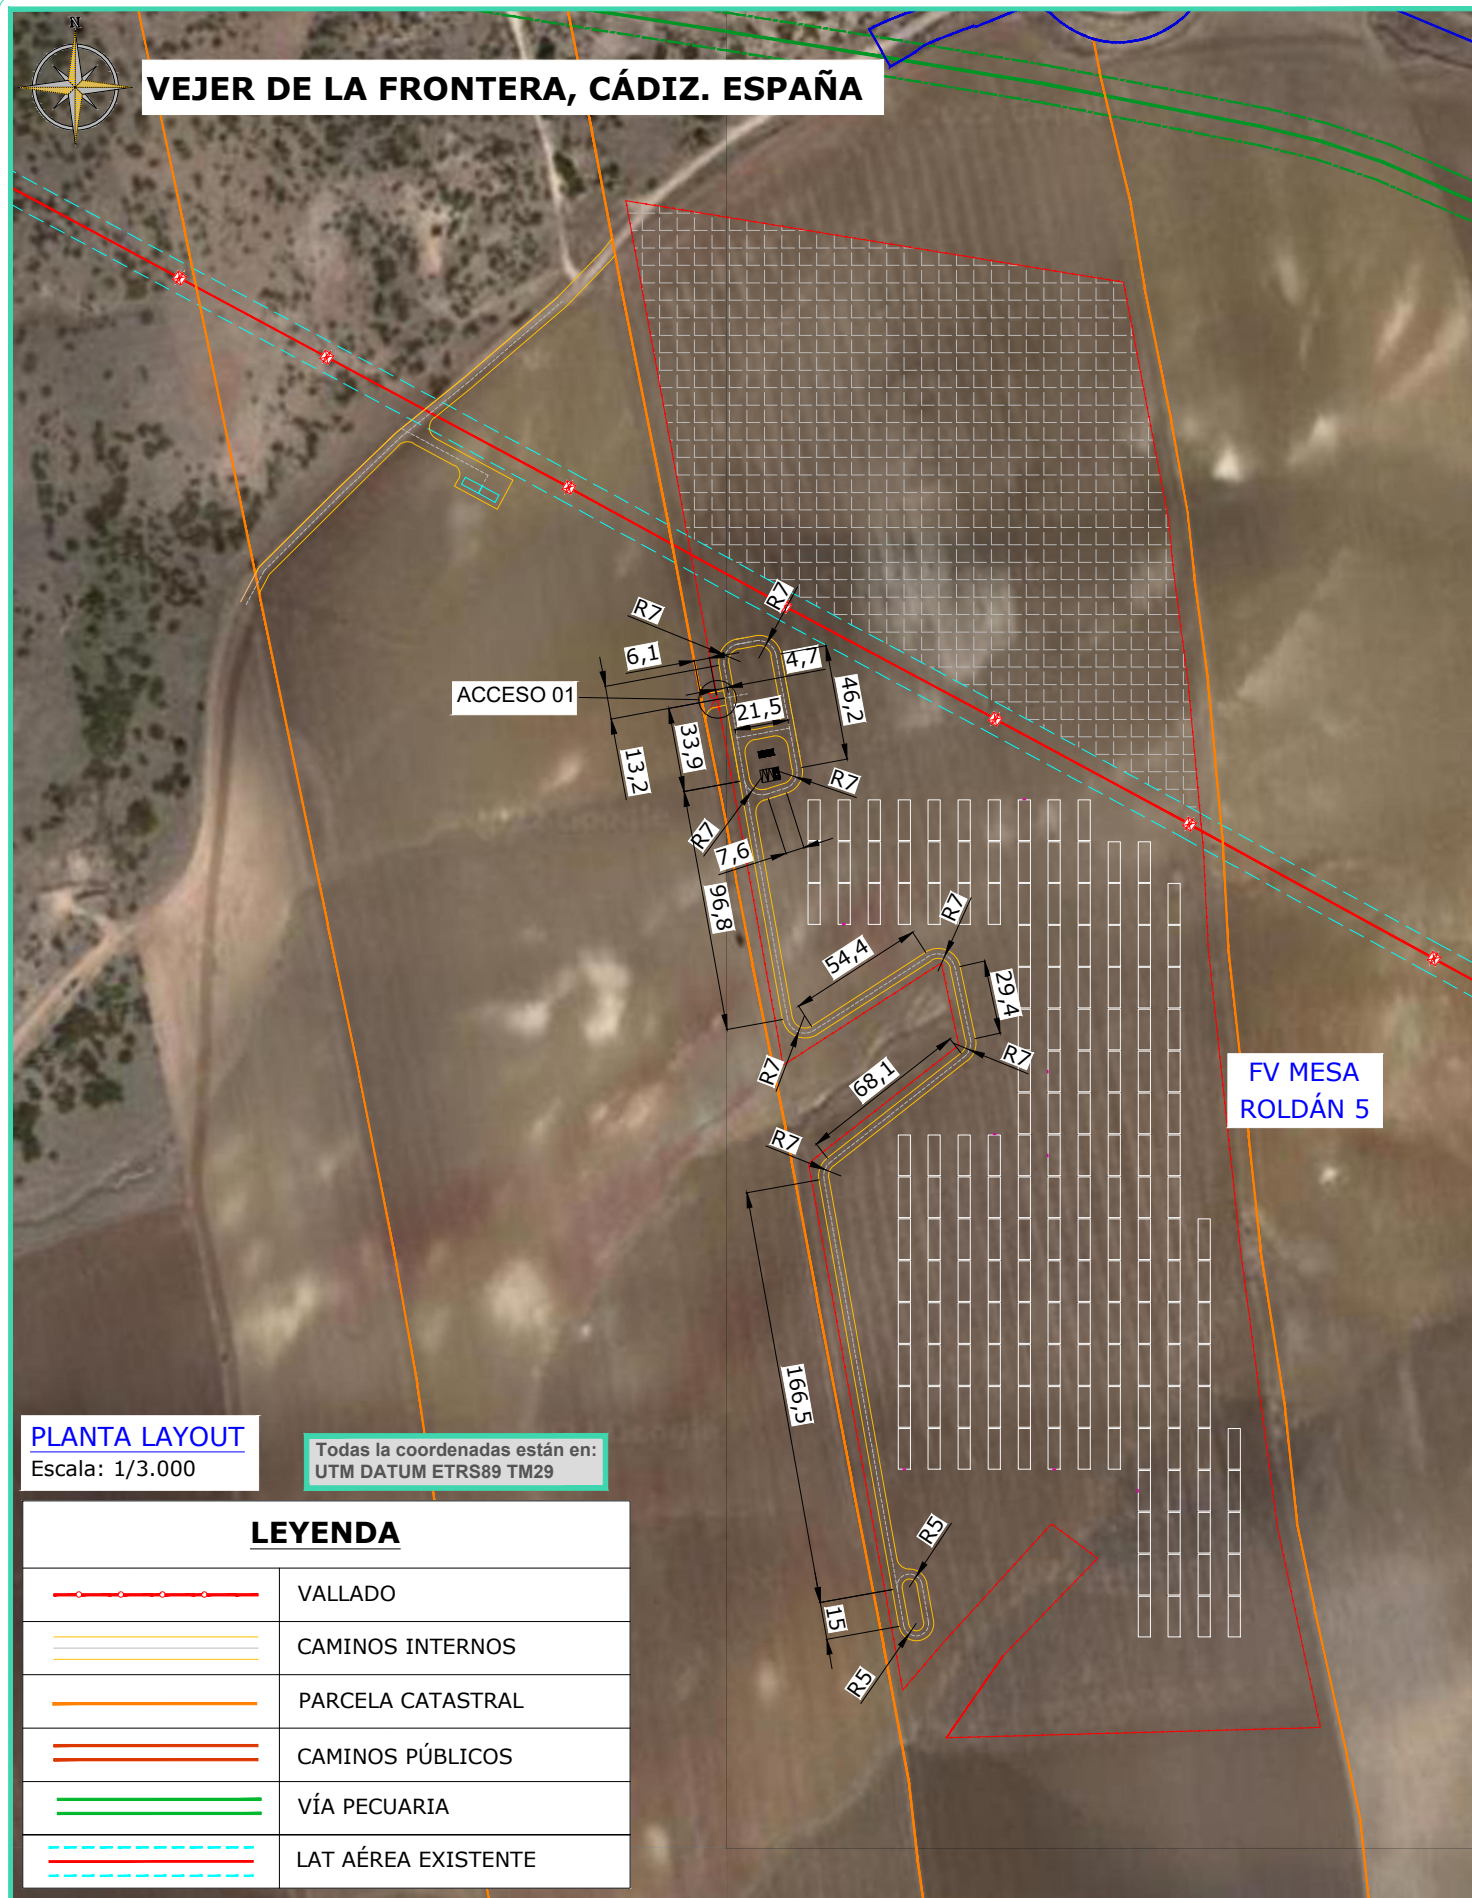 N
VEJER DE LA FRONTERA, CÁDIZ. ESPAÑA
R7
R7
6,1
4,7
ACCESO 01
21,5
46,2
33,9
13,2
R7
R7
7,6
96,8
R7
54,4
29,4
R7
R7
68,1
FV MESA
ROLDÁN 5
R7
166,5
R5
15
R5
PLANTA LAYOUT
Escala: 1/3.000
Todas la coordenadas están en:
UTM DATUM ETRS89 TM29
LEYENDA
VALLADO
CAMINOS INTERNOS
PARCELA CATASTRAL
CAMINOS PÚBLICOS
VÍA PECUARIA
LAT AÉREA EXISTENTE